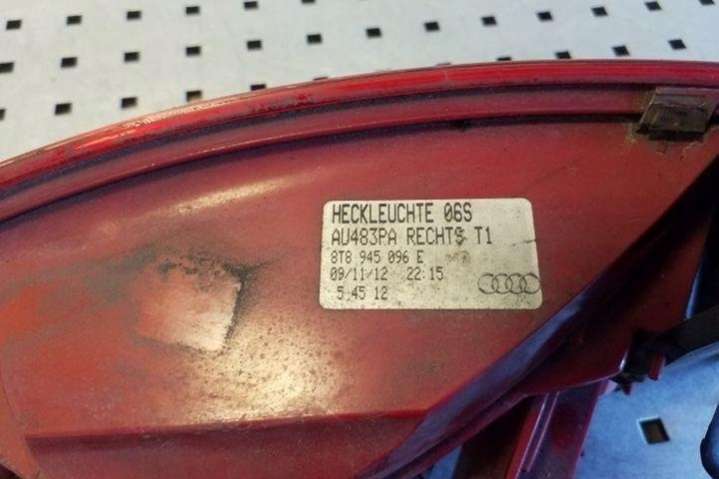 HECKLEUCHTE 06S
AU483PA RECHTS T1
8T8 945 096 E
09/11/12 22:15
5 45 12